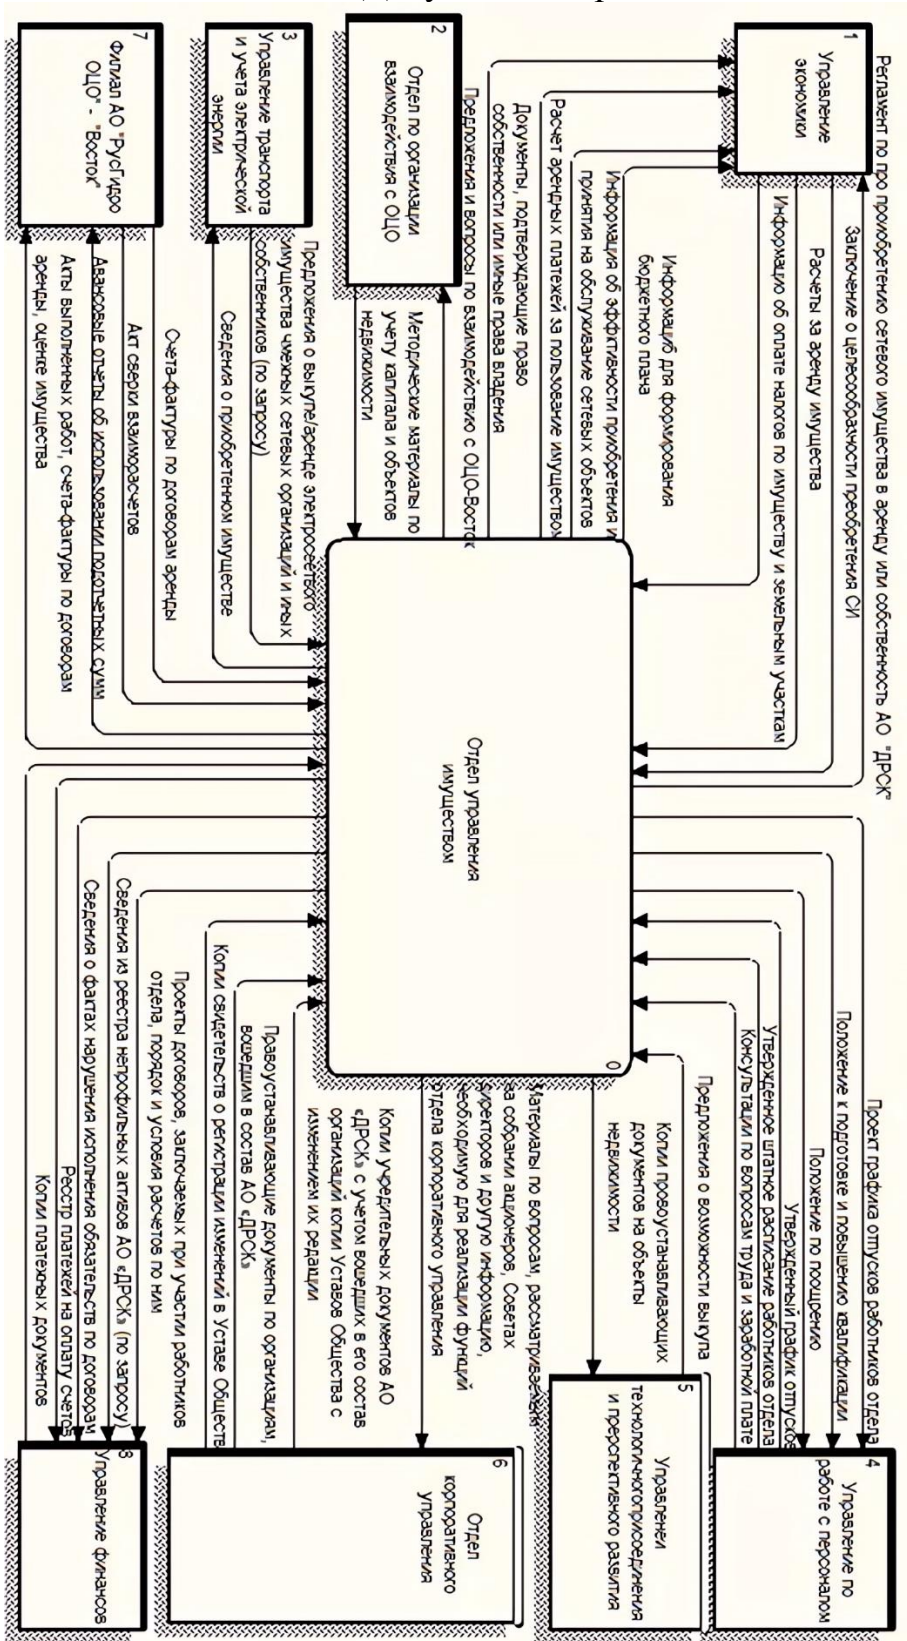 Регламент по про приобретению сетевого имущества в аренду или собственность АО "ДРСК"
1
Управление
экономики
Заключение о целесообразности преобретения СИ
Расчеты за аренду имущества
Информацию об оплате налогов по имуществу и земельным участкам
Информациб для формирования
бюджетного плача
Информация об эффективности приобретения и
принятия на обслуживание сетевых объектов
Расчет арендных платежей за пользование имуществом
Документы, подтверждающие право
собственности или имные права владения
Предложения и вопросы по взаимодействию с ОЦО-Восток
2
Отдел по организации
взаимодействия с ОЦО
Методические материалы по
учету капитала и объектов
недвижимости
3
Управление транспорта
и учета электрической
энергии
Предложения о выкупе/аренде электросеетвого
имущества чмежных сетевых организаций и иных
собственников (по запросу)
Сведения о приобретенном имуществе
7
Филиал АО "РусГидро
ОЦО" - "Восток"
Счета-фактуры по договорам аренды
Акт сверки взаиморасчетов
Авансовые отчеты об использовании подотчетных сумм
Акты выполненных работ, счета-фактуры по договорам
аренды, оценке имущества
Отдел управления
имуществом
0
Проект графика отпусков работников отдела
Положение к подготовке и повышению квалификации
Положение по поощрению
Утвержденный график отпусков
Утвержденное штатное расписание работников отдела
Консультации по вопросам труда и заработной плате
4
Управление по
работе с персоналом
Предложения о возможности выкупа
Копии провоустанавливающих
документов на объекты
недвижимости
5
Управленеи
технологичногоприсоединения
и прерспективного развития
Материалы по вопросам, рассматриваемым
за собрании акционеров, Советах
директоров и другую информацию,
необходимую для реализации функций
отдела корпоративного управления
Копии учредительных документов АО
«ДРСК» с учетом вошедших в его состав
организаций копии Уставов Общества с
изменением их редакции
6
Отдел
корпоративного
управления
Правоустанавливающие документы по организациям,
вошедшим в состав АО «ДРСК»
Копии свидетельств о регистрации изменений в Уставе Общеста
Проекты договоров, заключаемых при участии работников
отдела, порядок и условия расчетов по ним
Сведения из реестра непрофильных активов АО «ДРСК» (по запросу)
Сведения о фактах нарушения исполнения обязательств по договорам
Реестр платежей на оплату счетов
Копии платежных документов
8
Управление финансов